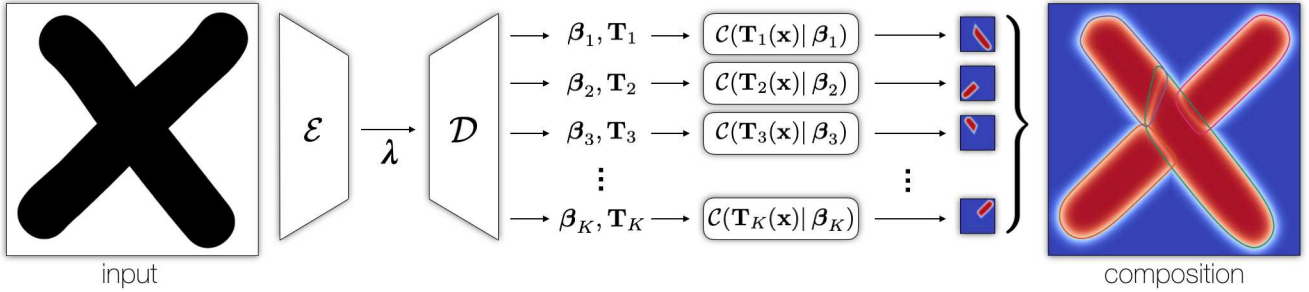 𝓔
𝝀
𝓓
𝜷₁, 𝐓₁ 𝒞(𝐓₁(𝐱)| 𝜷₁)
𝜷₂, 𝐓₂ 𝒞(𝐓₂(𝐱)| 𝜷₂)
𝜷₃, 𝐓₃ 𝒞(𝐓₃(𝐱)| 𝜷₃)
⋮ ⋮
𝜷_K, 𝐓_K 𝒞(𝐓_K(𝐱)| 𝜷_K)
input
composition